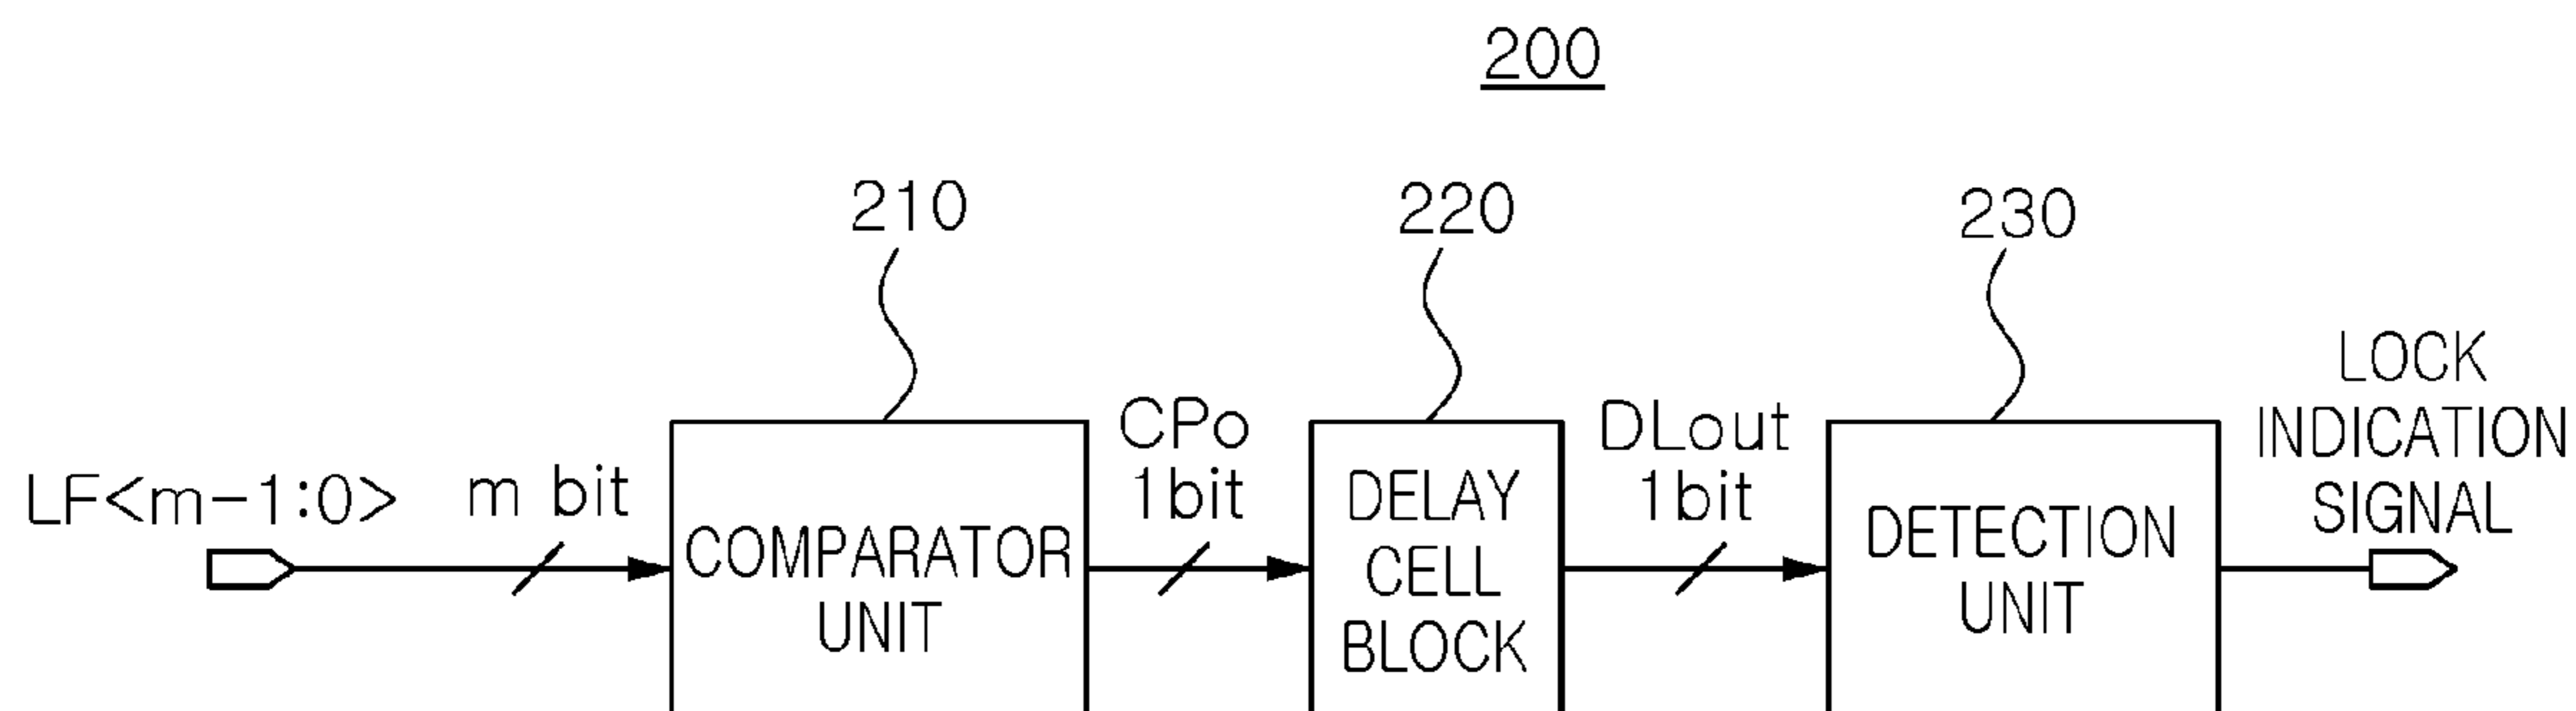 200
210
220
230
LF<m-1:0>
m bit
COMPARATOR
UNIT
CPo
1bit
DELAY
CELL
BLOCK
DLout
1bit
DETECTION
UNIT
LOCK
INDICATION
SIGNAL